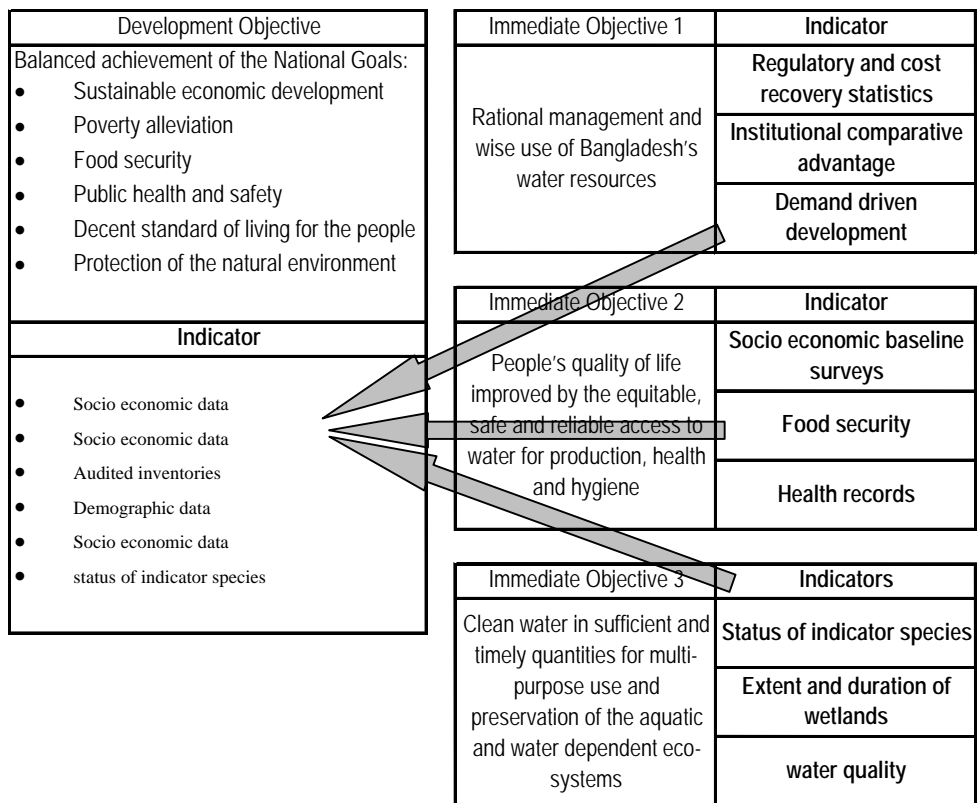 Development Objective
Balanced achievement of the National Goals:
• Sustainable economic development
• Poverty alleviation
• Food security
• Public health and safety
• Decent standard of living for the people
• Protection of the natural environment
Indicator
• Socio economic data
• Socio economic data
• Audited inventories
• Demographic data
• Socio economic data
• status of indicator species
Immediate Objective 1
Rational management and
wise use of Bangladesh's
water resources
Indicator
Regulatory and cost
recovery statistics
Institutional comparative
advantage
Demand driven
development
Immediate Objective 2
People's quality of life
improved by the equitable,
safe and reliable access to
water for production, health
and hygiene
Indicator
Socio economic baseline
surveys
Food security
Health records
Immediate Objective 3
Clean water in sufficient and
timely quantities for multi-
purpose use and
preservation of the aquatic
and water dependent eco-
systems
Indicators
Status of indicator species
Extent and duration of
wetlands
water quality